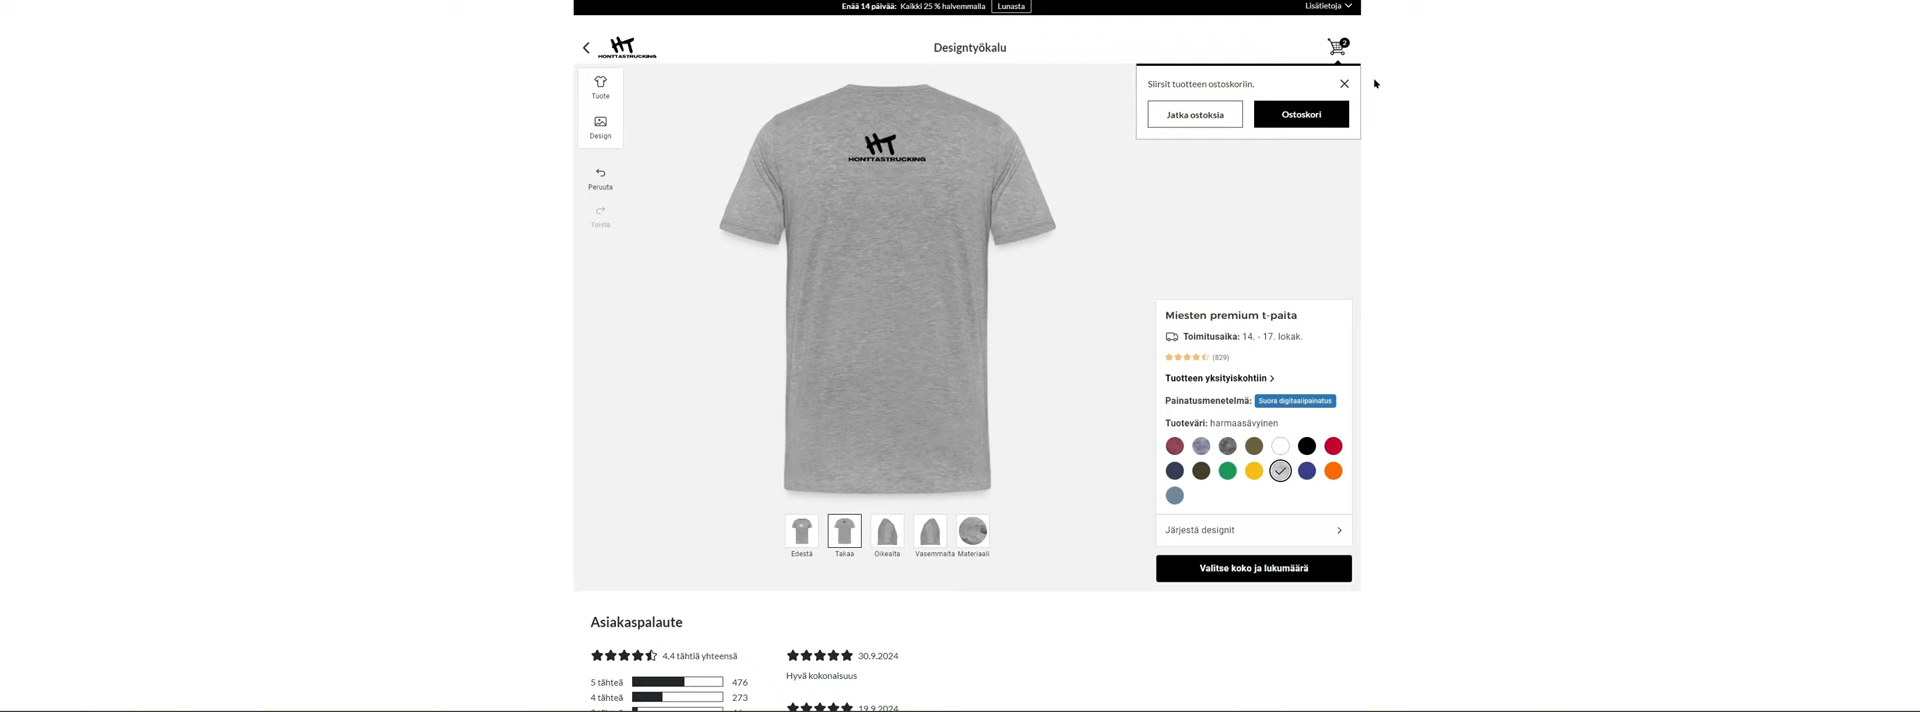 Enää 14 päivää: Kaikki 25 % halvemmalla Lunasta Lisätietoja
HT
HONTTASTRUCKING
Designtyökalu
2
Tuote
Design
Peruuta
Toista
Siirsit tuotteen ostoskoriin.
Jatka ostoksia Ostoskori
HT
HONTTASTRUCKING
Miesten premium t-paita
Toimitusaika: 14. - 17. lokak.
(829)
Tuotteen yksityiskohtiin
Painatusmenetelmä: Suora digitaalipainatus
Tuoteväri: harmaasävyinen
Järjestä designit
Valitse koko ja lukumäärä
Edestä Takaa Oikealta Vasemmalta Materiaali
Asiakaspalaute
4,4 tähtiä yhteensä
5 tähteä 476
4 tähteä 273
30.9.2024
Hyvä kokonaisuus
19.9.2024